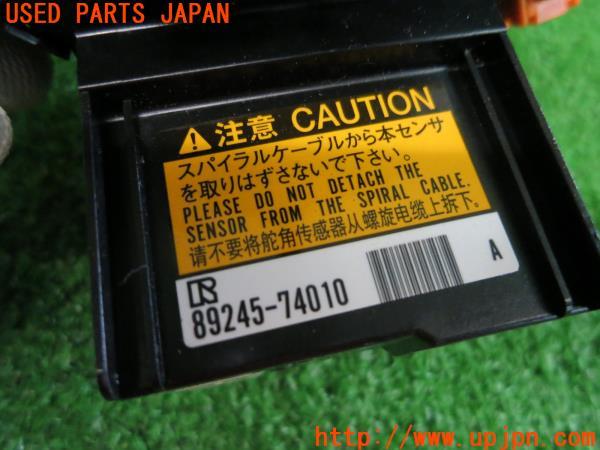 USED PARTS JAPAN
注意 CAUTION
スパイラルケーブルから本センサ
を取りはずさないで下さい。
PLEASE DO NOT DETACH THE
SENSOR FROM THE SPIRAL CABLE.
请不要将舵角传感器从螺旋电缆上拆下。
R
89245-74010
A
http://www.upjpn.com/